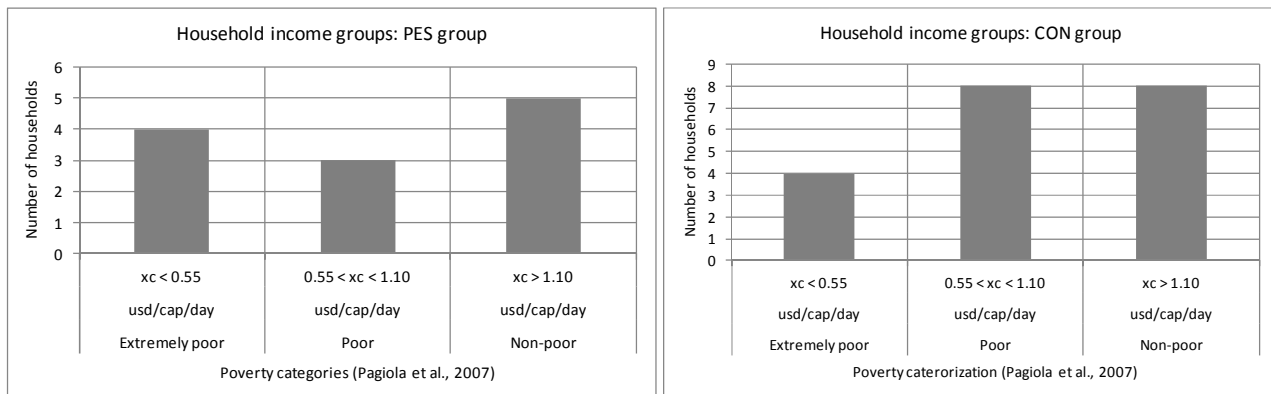 Household income groups: PES group
Number of households
6
5
4
3
2
1
0
xc < 0.55
0.55 < xc < 1.10
xc > 1.10
usd/cap/day
usd/cap/day
usd/cap/day
Extremely poor
Poor
Non-poor
Poverty categories (Pagiola et al., 2007)
Household income groups: CON group
Number of households
9
8
7
6
5
4
3
2
1
0
xc < 0.55
0.55 < xc < 1.10
xc > 1.10
usd/cap/day
usd/cap/day
usd/cap/day
Extremely poor
Poor
Non-poor
Poverty caterorization (Pagiola et al., 2007)